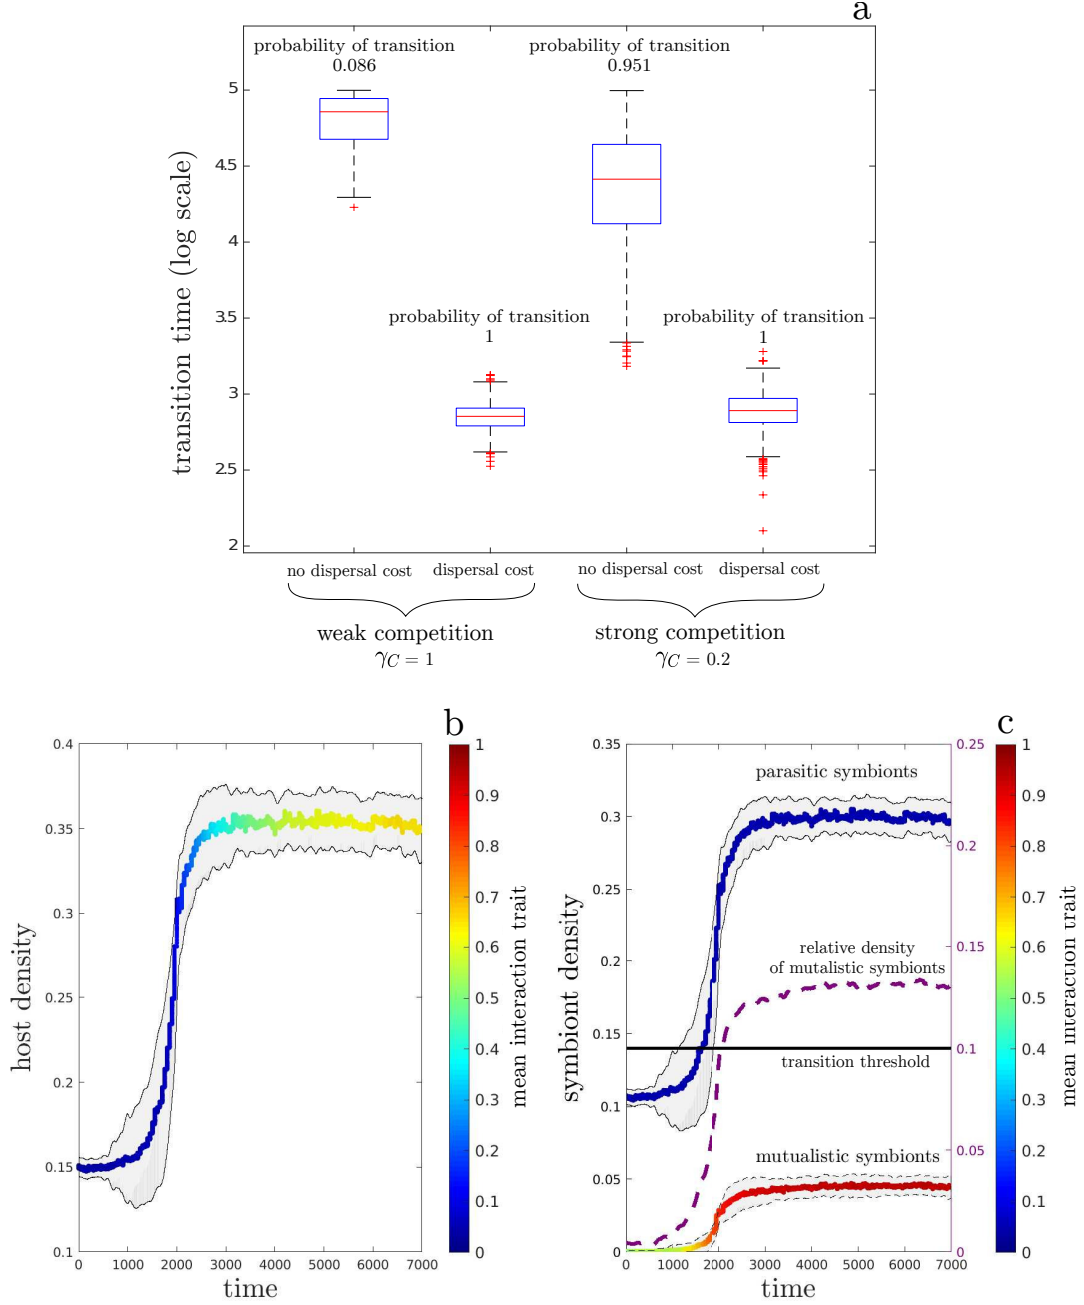 a
probability of transition
0.086
probability of transition
0.951
probability of transition
1
probability of transition
1
transition time (log scale)
5
4.5
4
3.5
3
2.5
2
no dispersal cost
dispersal cost
no dispersal cost
dispersal cost
weak competition
γC = 1
strong competition
γC = 0.2
b
host density
0.4
0.35
0.3
0.25
0.2
0.15
0.1
0 1000 2000 3000 4000 5000 6000 7000
time
1
0.9
0.8
0.7
0.6
0.5
0.4
0.3
0.2
0.1
0
mean interaction trait
c
symbiont density
0.35
0.3
0.25
0.2
0.15
0.1
0.05
0
parasitic symbionts
relative density
of mutalistic symbionts
transition threshold
mutualistic symbionts
0 1000 2000 3000 4000 5000 6000 7000
time
0.25
0.2
0.15
0.1
0.05
0
1
0.9
0.8
0.7
0.6
0.5
0.4
0.3
0.2
0.1
0
mean interaction trait